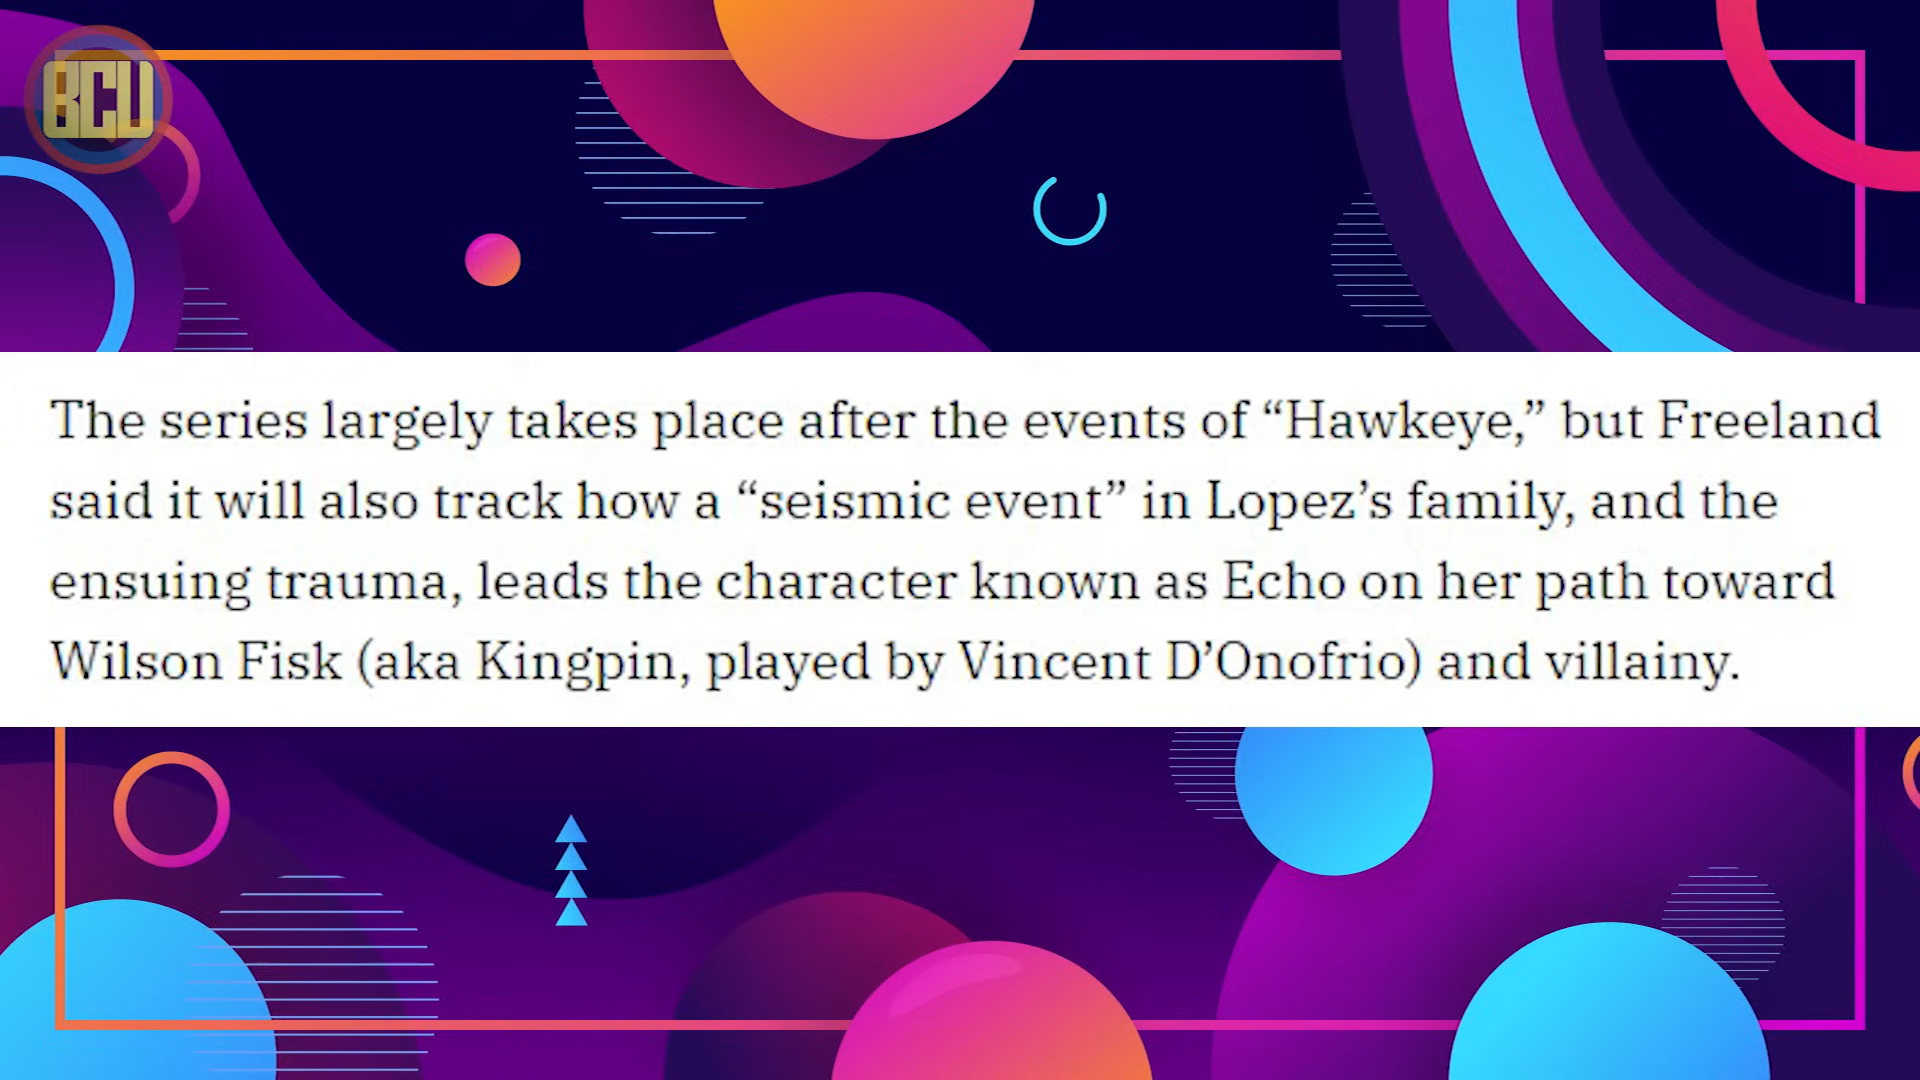 BCU
The series largely takes place after the events of “Hawkeye,” but Freeland
said it will also track how a “seismic event” in Lopez’s family, and the
ensuing trauma, leads the character known as Echo on her path toward
Wilson Fisk (aka Kingpin, played by Vincent D’Onofrio) and villainy.